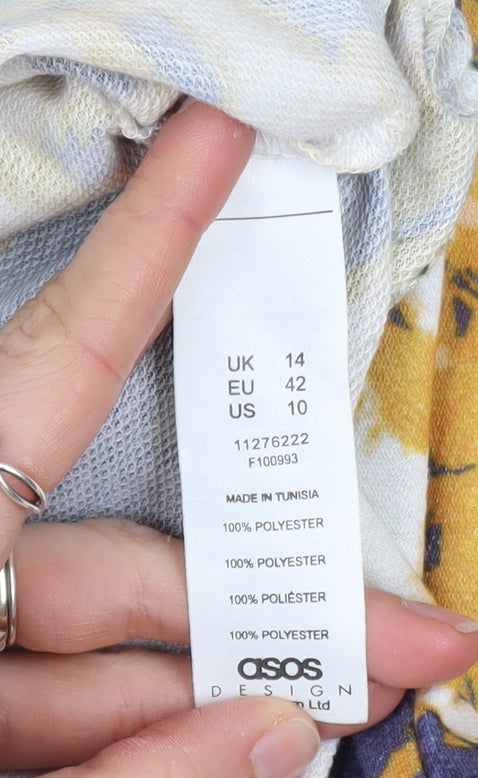 UK 14
EU 42
US 10
11276222
F100993
MADE IN TUNISIA
100% POLYESTER
100% POLYESTER
100% POLIÉSTER
100% POLYESTER
asos
DESIGN
Ltd